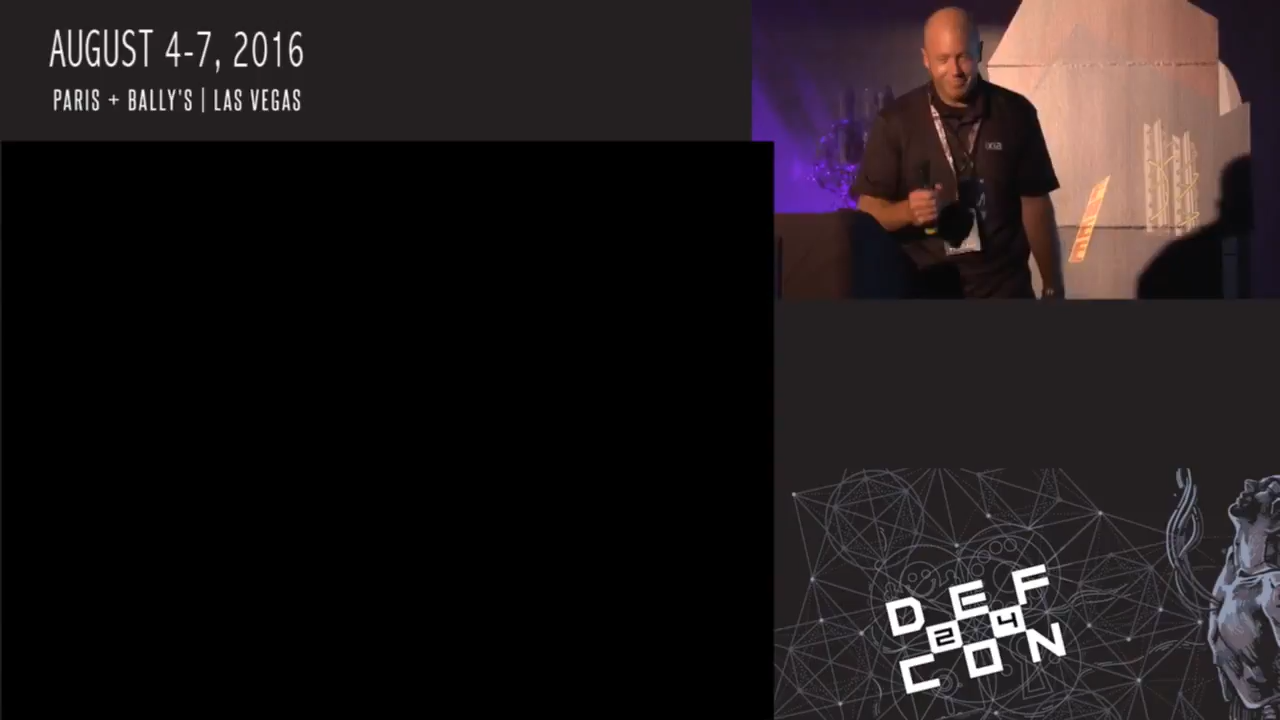 AUGUST 4-7, 2016
PARIS + BALLY'S | LAS VEGAS
DEF
24
CON